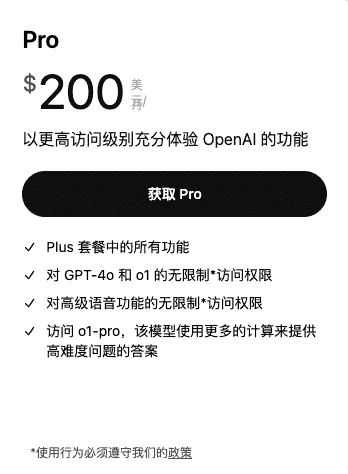 Pro
$200 美元/月
以更高访问级别充分体验 OpenAI 的功能
获取 Pro
✓ Plus 套餐中的所有功能
✓ 对 GPT-4o 和 o1 的无限制*访问权限
✓ 对高级语音功能的无限制*访问权限
✓ 访问 o1-pro，该模型使用更多的计算来提供
高难度问题的答案
*使用行为必须遵守我们的政策